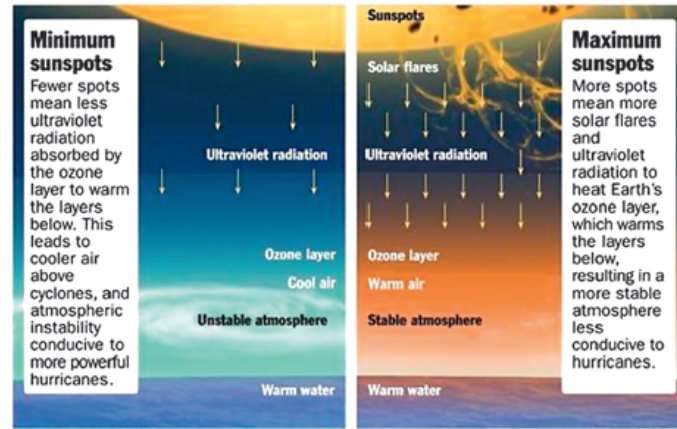 Minimum
sunspots
Fewer spots
mean less
ultraviolet
radiation
absorbed by
the ozone
layer to warm
the layers
below. This
leads to
cooler air
above
cyclones, and
atmospheric
instability
conducive to
more powerful
hurricanes.
Ultraviolet radiation
Ozone layer
Cool air
Unstable atmosphere
Warm water
Sunspots
Solar flares
Ultraviolet radiation
Ozone layer
Warm air
Stable atmosphere
Warm water
Maximum
sunspots
More spots
mean more
solar flares
and
ultraviolet
radiation to
heat Earth's
ozone layer,
which warms
the layers
below,
resulting in a
more stable
atmosphere
less
conducive to
hurricanes.